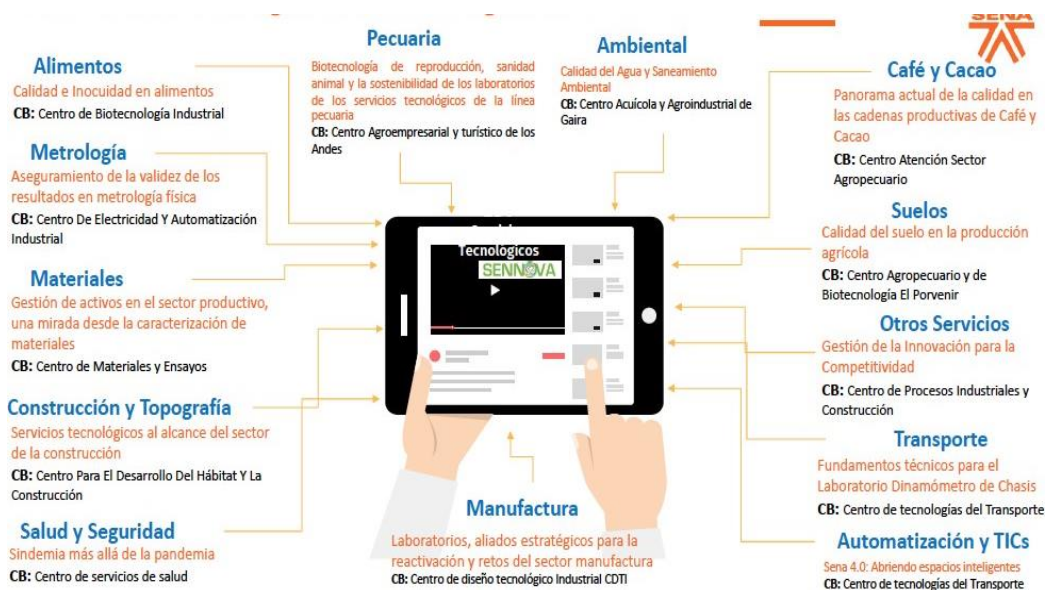 SENA
Alimentos
Calidad e Inocuidad en alimentos
CB: Centro de Biotecnología Industrial
Metrología
Aseguramiento de la validez de los
resultados en metrología física
CB: Centro De Electricidad Y Automatización
Industrial
Materiales
Gestión de activos en el sector productivo,
una mirada desde la caracterización de
materiales
CB: Centro de Materiales y Ensayos
Construcción y Topografía
Servicios tecnológicos al alcance del sector
de la construcción
CB: Centro Para El Desarrollo Del Hábitat Y La
Construcción
Salud y Seguridad
Sindemia más allá de la pandemia
CB: Centro de servicios de salud
Pecuaria
Biotecnología de reproducción, sanidad
animal y la sostenibilidad de los laboratorios
de los servicios tecnológicos de la línea
pecuaria
CB: Centro Agroempresarial y turístico de los
Andes
Ambiental
Calidad del Agua y Saneamiento
Ambiental
CB: Centro Acuícola y Agroindustrial de
Gaira
Tecnológicos
SENNOVA
Manufactura
Laboratorios, aliados estratégicos para la
reactivación y retos del sector manufactura
CB: Centro de diseño tecnológico Industrial CDTI
Café y Cacao
Panorama actual de la calidad en
las cadenas productivas de Café y
Cacao
CB: Centro Atención Sector
Agropecuario
Suelos
Calidad del suelo en la producción
agrícola
CB: Centro Agropecuario y de
Biotecnología El Porvenir
Otros Servicios
Gestión de la Innovación para la
Competitividad
CB: Centro de Procesos Industriales y
Construcción
Transporte
Fundamentos técnicos para el
Laboratorio Dinamómetro de Chasis
CB: Centro de tecnologías del Transporte
Automatización y TICs
Sena 4.0: Abriendo espacios inteligentes
CB: Centro de tecnologías del Transporte